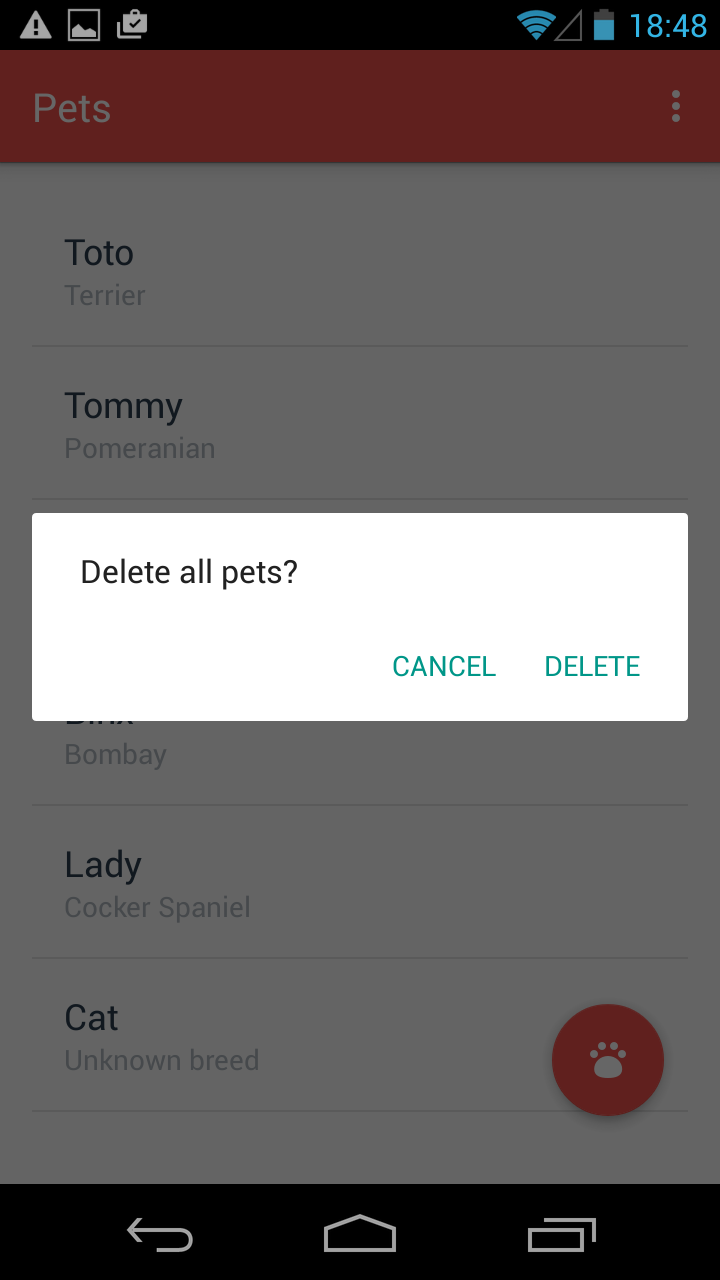 18:48
Pets
Toto
Terrier
Tommy
Pomeranian
Delete all pets?
CANCEL DELETE
Bombay
Lady
Cocker Spaniel
Cat
Unknown breed